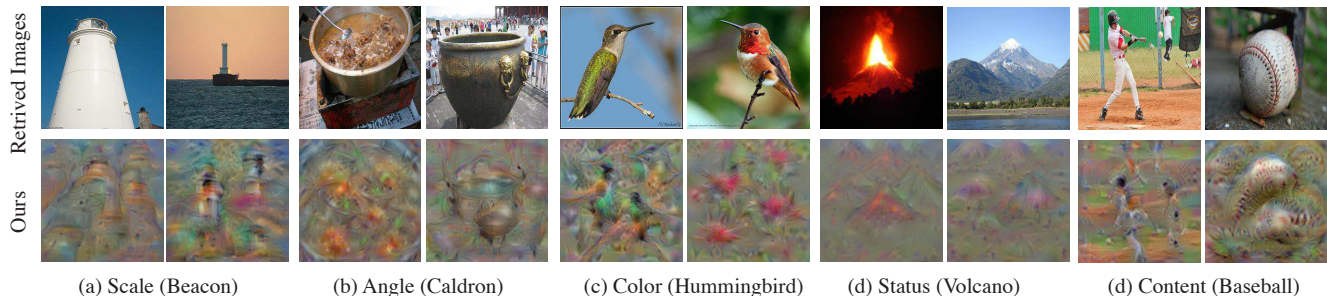 Retrived Images
Ours
(a) Scale (Beacon)
(b) Angle (Caldron)
(c) Color (Hummingbird)
(d) Status (Volcano)
(d) Content (Baseball)